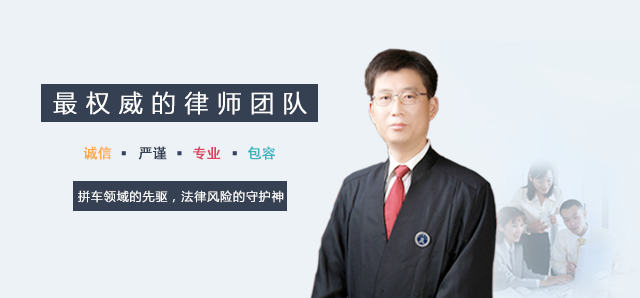 最权威的律师团队
诚信 ▪ 严谨 ▪ 专业 ▪ 包容
拼车领域的先驱，法律风险的守护神